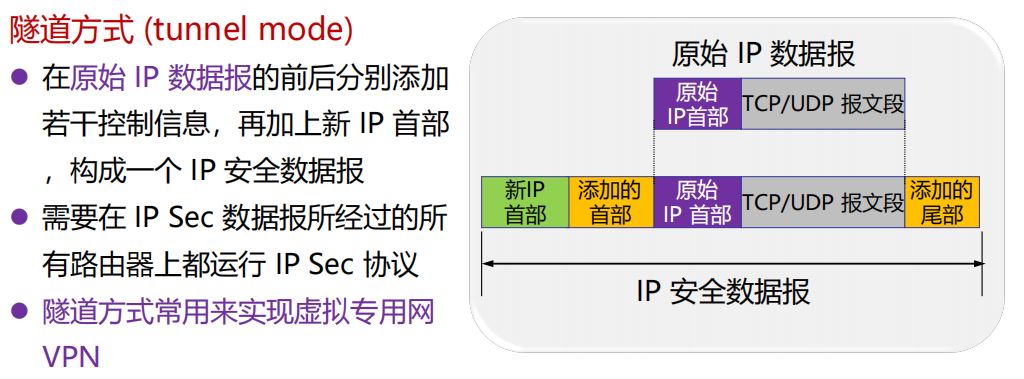 隧道方式 (tunnel mode)
● 在原始 IP 数据报的前后分别添加
若干控制信息，再加上新 IP 首部
，构成一个 IP 安全数据报
● 需要在 IP Sec 数据报所经过的所
有路由器上都运行 IP Sec 协议
● 隧道方式常用来实现虚拟专用网
VPN
原始 IP 数据报
原始
IP首部
TCP/UDP 报文段
新IP
首部
添加的
首部
原始
IP 首部
TCP/UDP 报文段
添加的
尾部
IP 安全数据报